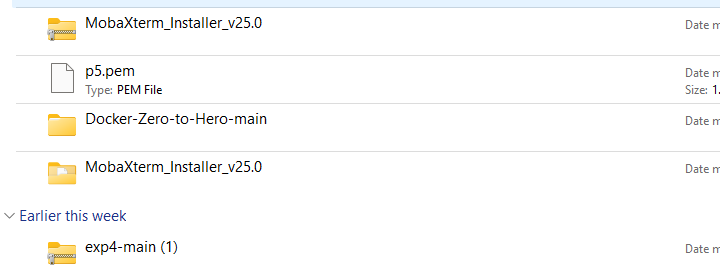 MobaXterm_Installer_v25.0
Date m
p5.pem
Date m
Type: PEM File
Size: 1.
Docker-Zero-to-Hero-main
Date m
MobaXterm_Installer_v25.0
Date m
Earlier this week
exp4-main (1)
Date m